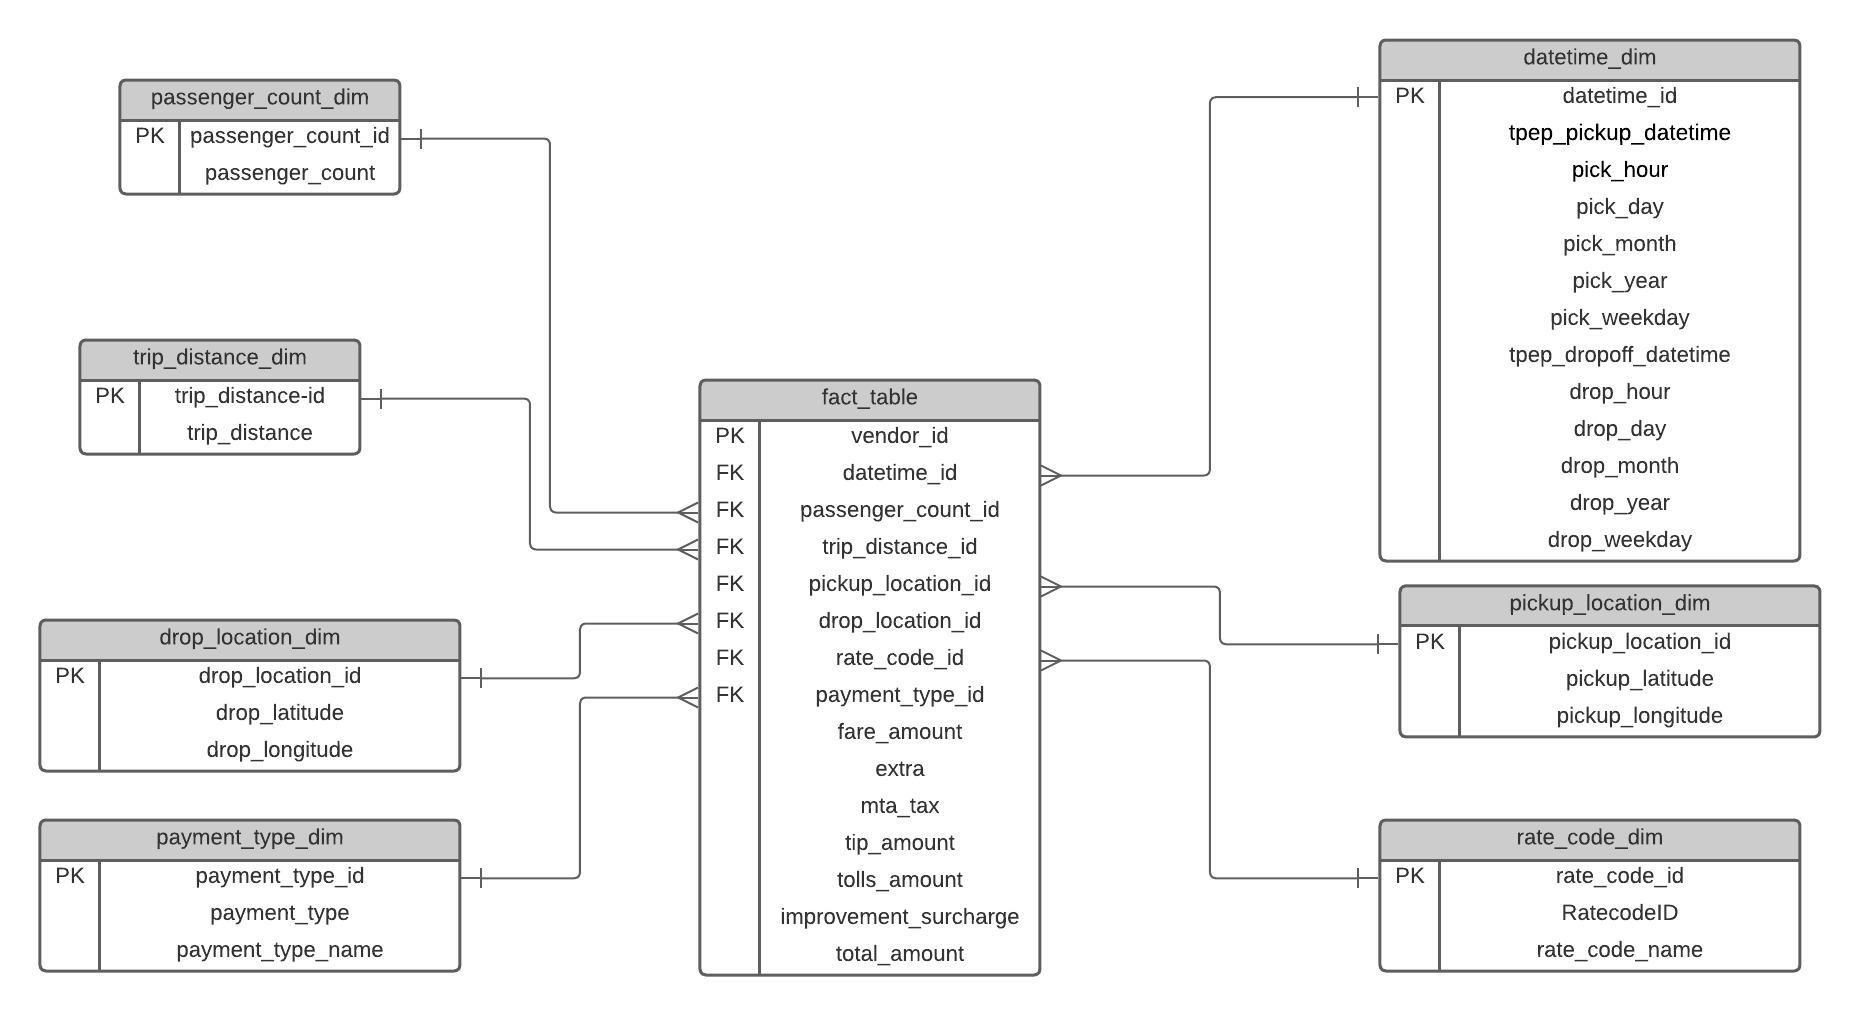 passenger_count_dim
PK passenger_count_id
passenger_count
trip_distance_dim
PK trip_distance-id
trip_distance
drop_location_dim
PK drop_location_id
drop_latitude
drop_longitude
payment_type_dim
PK payment_type_id
payment_type
payment_type_name
fact_table
PK vendor_id
FK datetime_id
FK passenger_count_id
FK trip_distance_id
FK pickup_location_id
FK drop_location_id
FK rate_code_id
FK payment_type_id
fare_amount
extra
mta_tax
tip_amount
tolls_amount
improvement_surcharge
total_amount
datetime_dim
PK datetime_id
tpep_pickup_datetime
pick_hour
pick_day
pick_month
pick_year
pick_weekday
tpep_dropoff_datetime
drop_hour
drop_day
drop_month
drop_year
drop_weekday
pickup_location_dim
PK pickup_location_id
pickup_latitude
pickup_longitude
rate_code_dim
PK rate_code_id
RatecodeID
rate_code_name